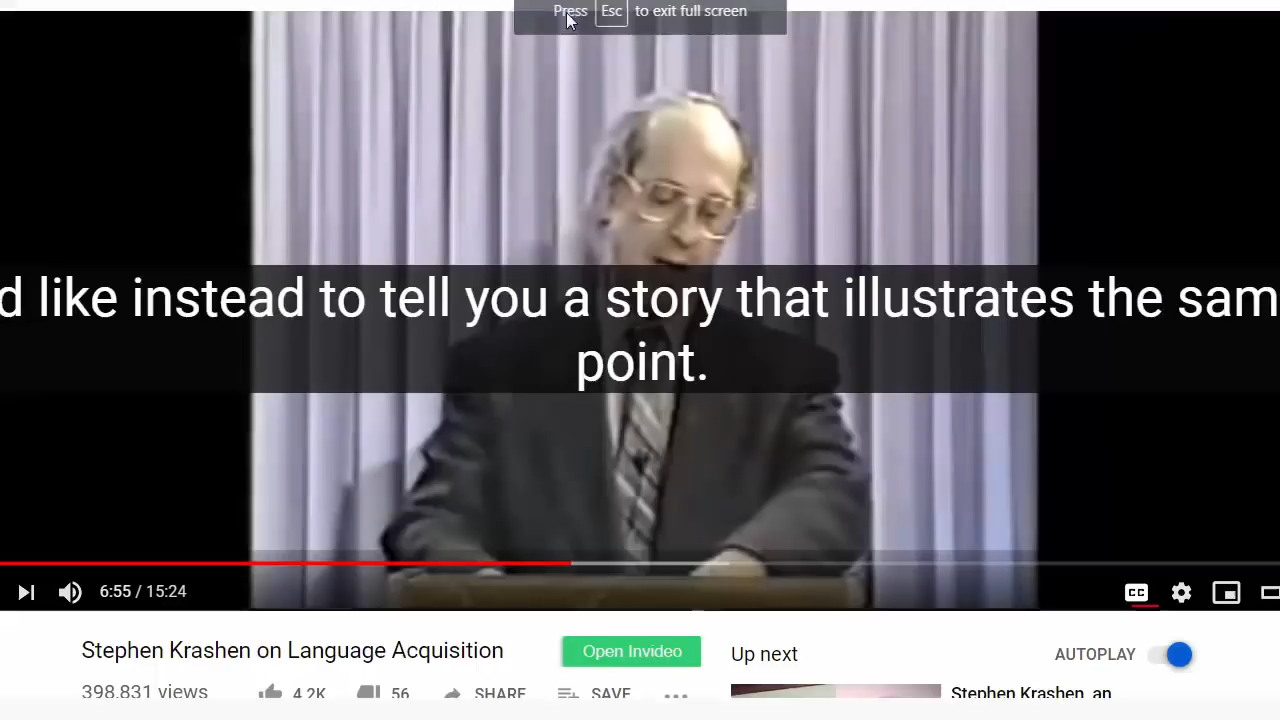 Press Esc to exit full screen
d like instead to tell you a story that illustrates the sam
point.
6:55 / 15:24
CC
Stephen Krashen on Language Acquisition
Open Invideo
Up next
AUTOPLAY
398.831 views
4.2K
56
SHARE
SAVE
Stephen Krashen, an